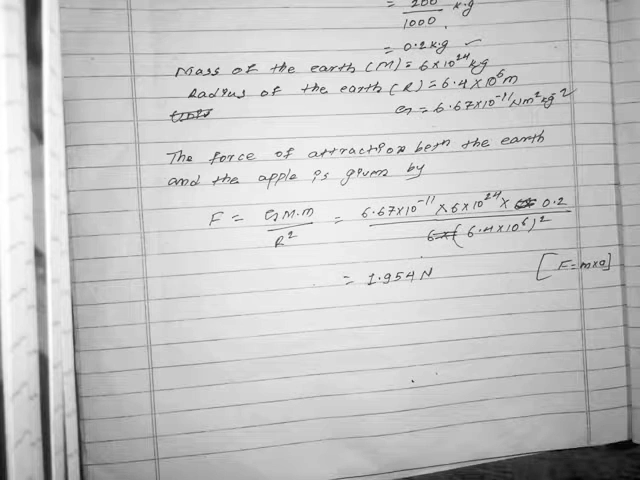 = 200/1000 k.g
= 0.2 k.g
Mass of the earth (M) = 6×10²⁴ kg
Radius of the earth (R) = 6.4×10⁶ m
G = 6.67×10⁻¹¹ Nm² kg⁻²
The force of attraction betn the earth
and the apple is given by
F = GM.m/R² = 6.67×10⁻¹¹ × 6×10²⁴ × 0.2/(6.4×10⁶)²
= 1.954 N [F = m×a]